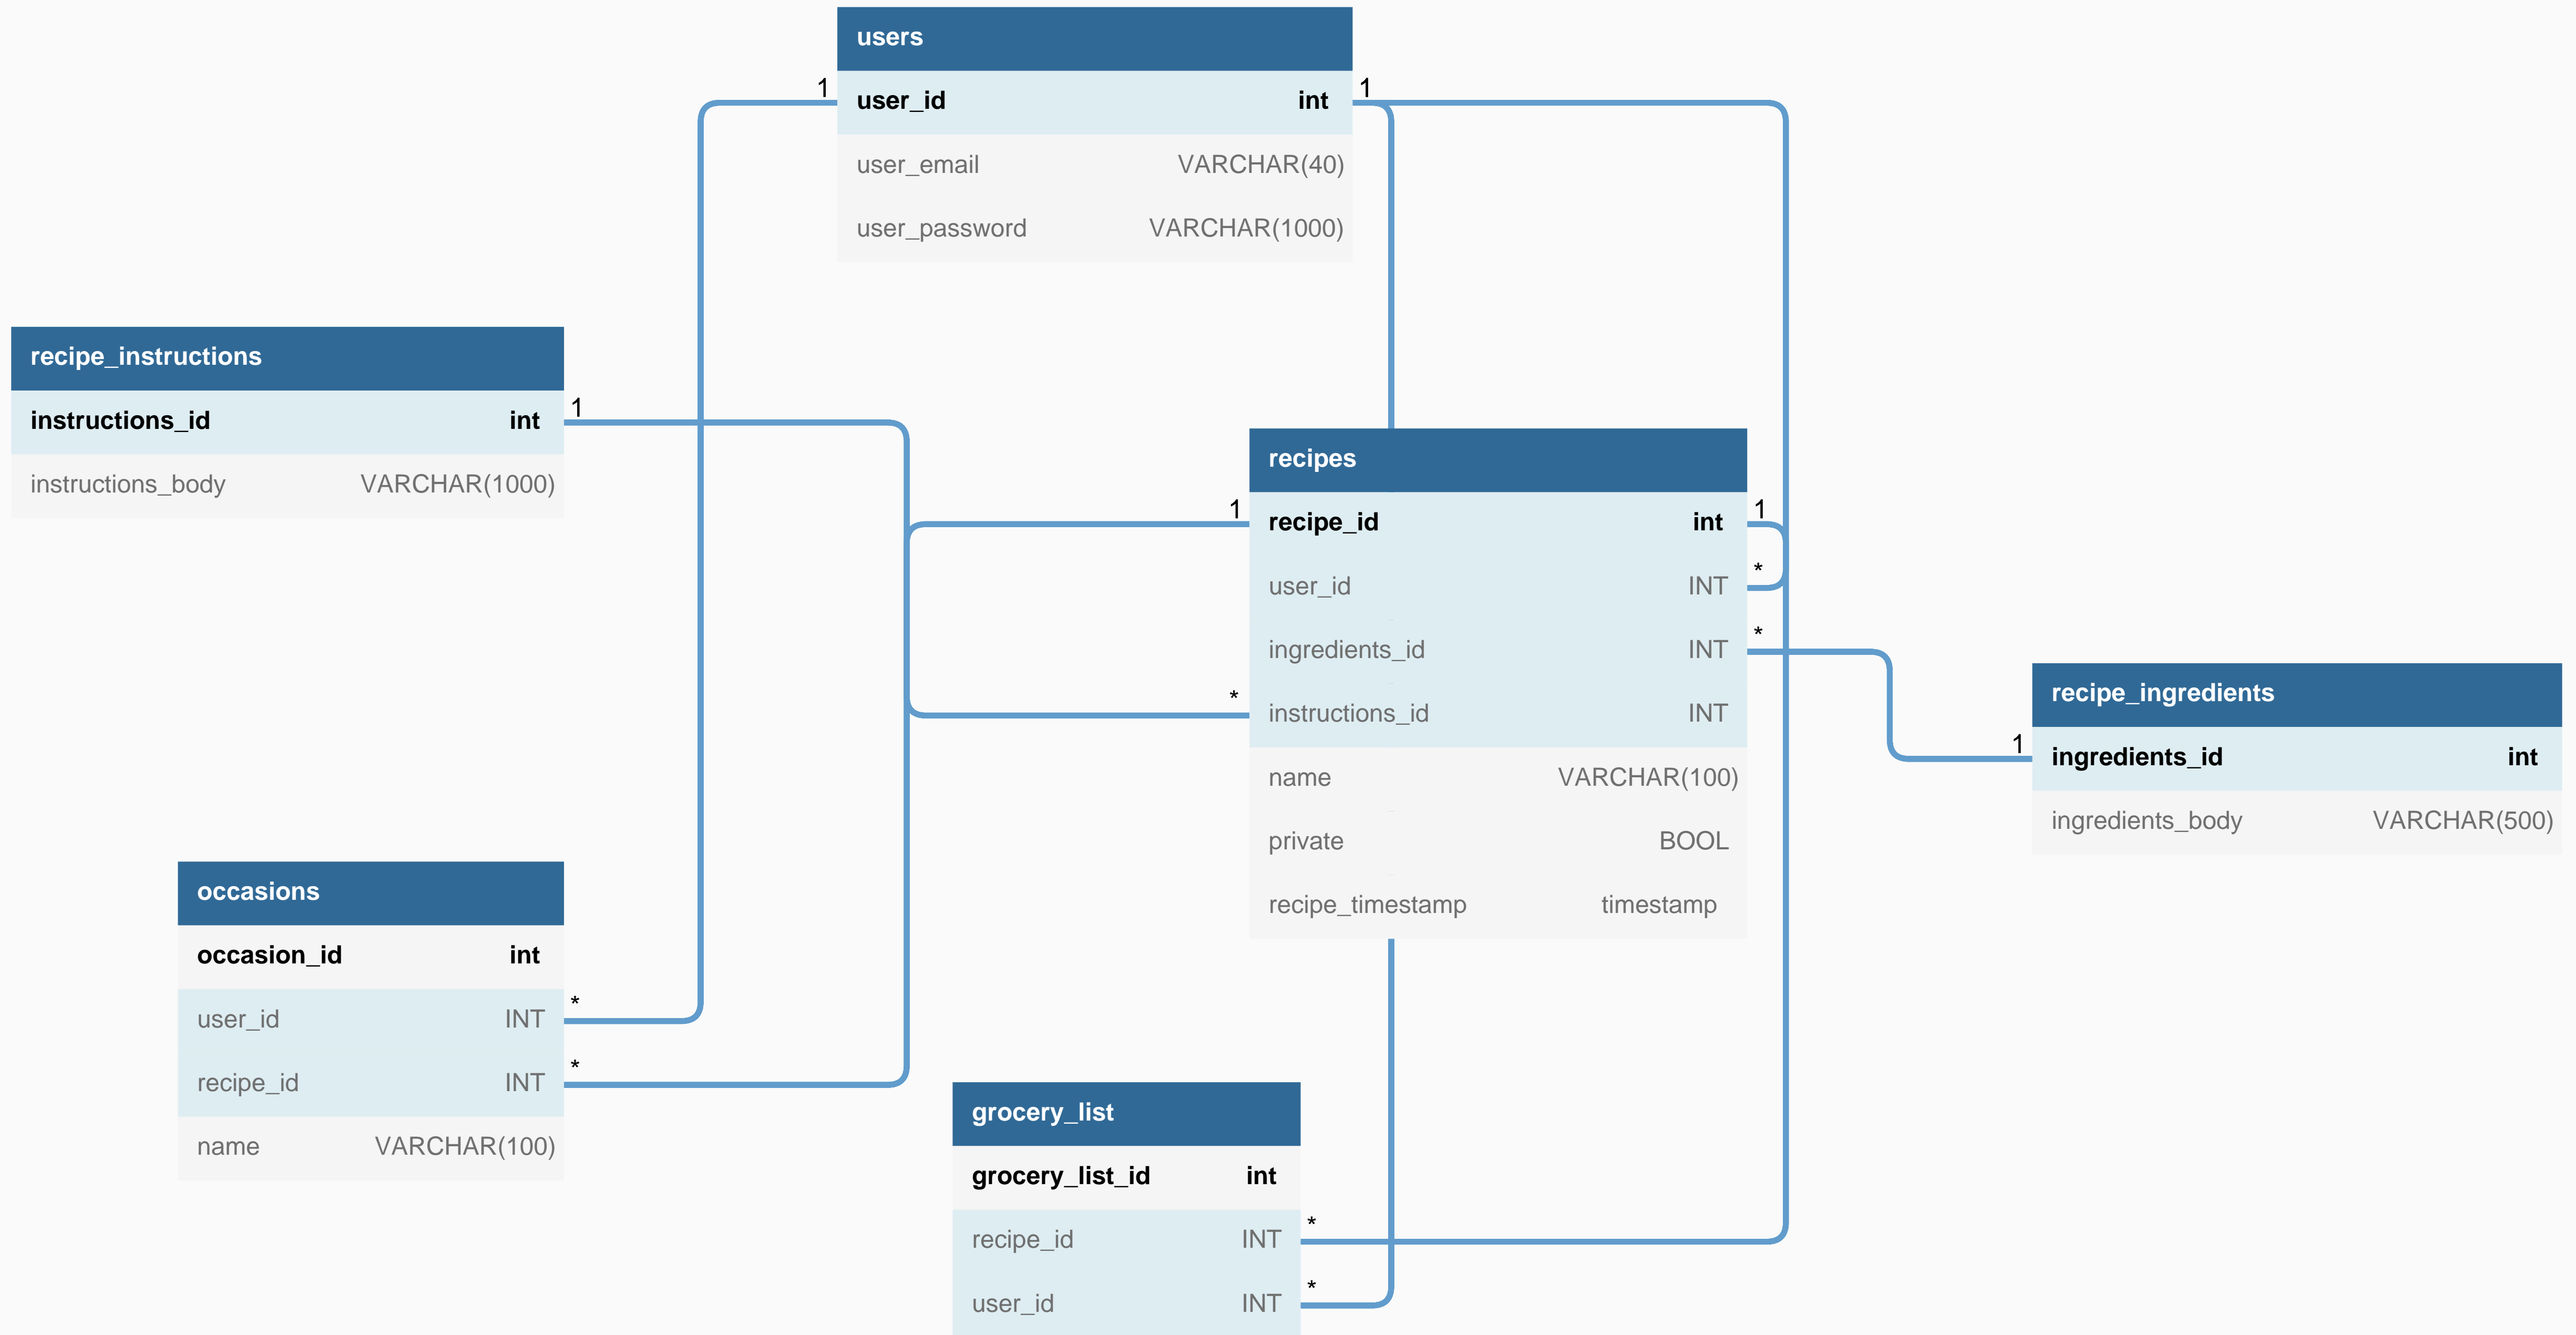 users
1 user_id int 1
user_email VARCHAR(40)
user_password VARCHAR(1000)
recipe_instructions
instructions_id int 1
instructions_body VARCHAR(1000)
recipes
1 recipe_id int 1
user_id INT *
ingredients_id INT *
* instructions_id INT
name VARCHAR(100)
private BOOL
recipe_timestamp timestamp
recipe_ingredients
1 ingredients_id int
ingredients_body VARCHAR(500)
occasions
occasion_id int
user_id INT *
recipe_id INT *
name VARCHAR(100)
grocery_list
grocery_list_id int
recipe_id INT *
user_id INT *